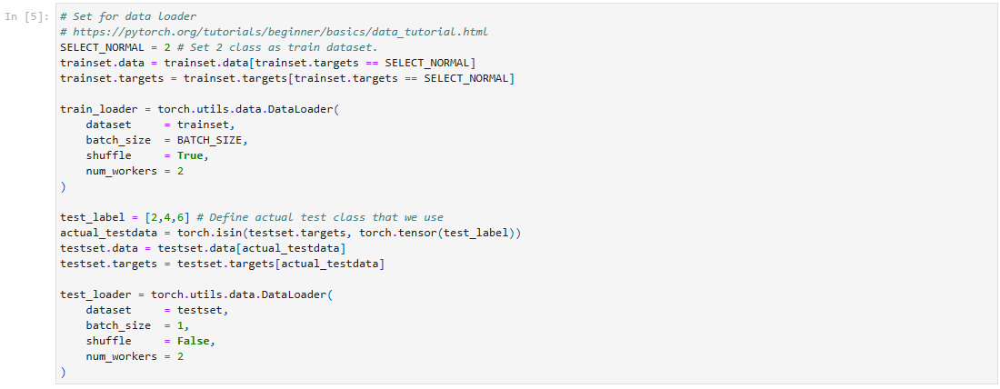 In [5]:
# Set for data loader
# https://pytorch.org/tutorials/beginner/basics/data_tutorial.html
SELECT_NORMAL = 2 # Set 2 class as train dataset.
trainset.data = trainset.data[trainset.targets == SELECT_NORMAL]
trainset.targets = trainset.targets[trainset.targets == SELECT_NORMAL]

train_loader = torch.utils.data.DataLoader(
    dataset     = trainset,
    batch_size  = BATCH_SIZE,
    shuffle     = True,
    num_workers = 2
)

test_label = [2,4,6] # Define actual test class that we use
actual_testdata = torch.isin(testset.targets, torch.tensor(test_label))
testset.data = testset.data[actual_testdata]
testset.targets = testset.targets[actual_testdata]

test_loader = torch.utils.data.DataLoader(
    dataset     = testset,
    batch_size  = 1,
    shuffle     = False,
    num_workers = 2
)